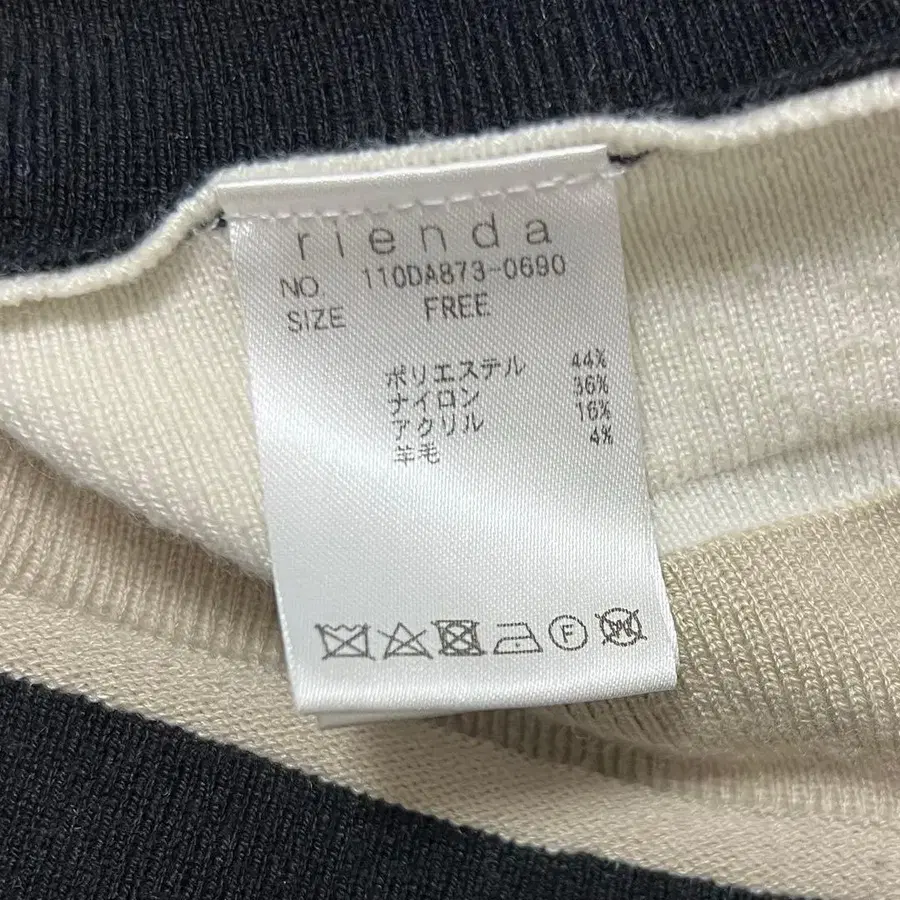 rienda
NO. 110DA873-0690
SIZE FREE
ポリエステル 44%
ナイロン 36%
アクリル 16%
羊毛 4%
F
W